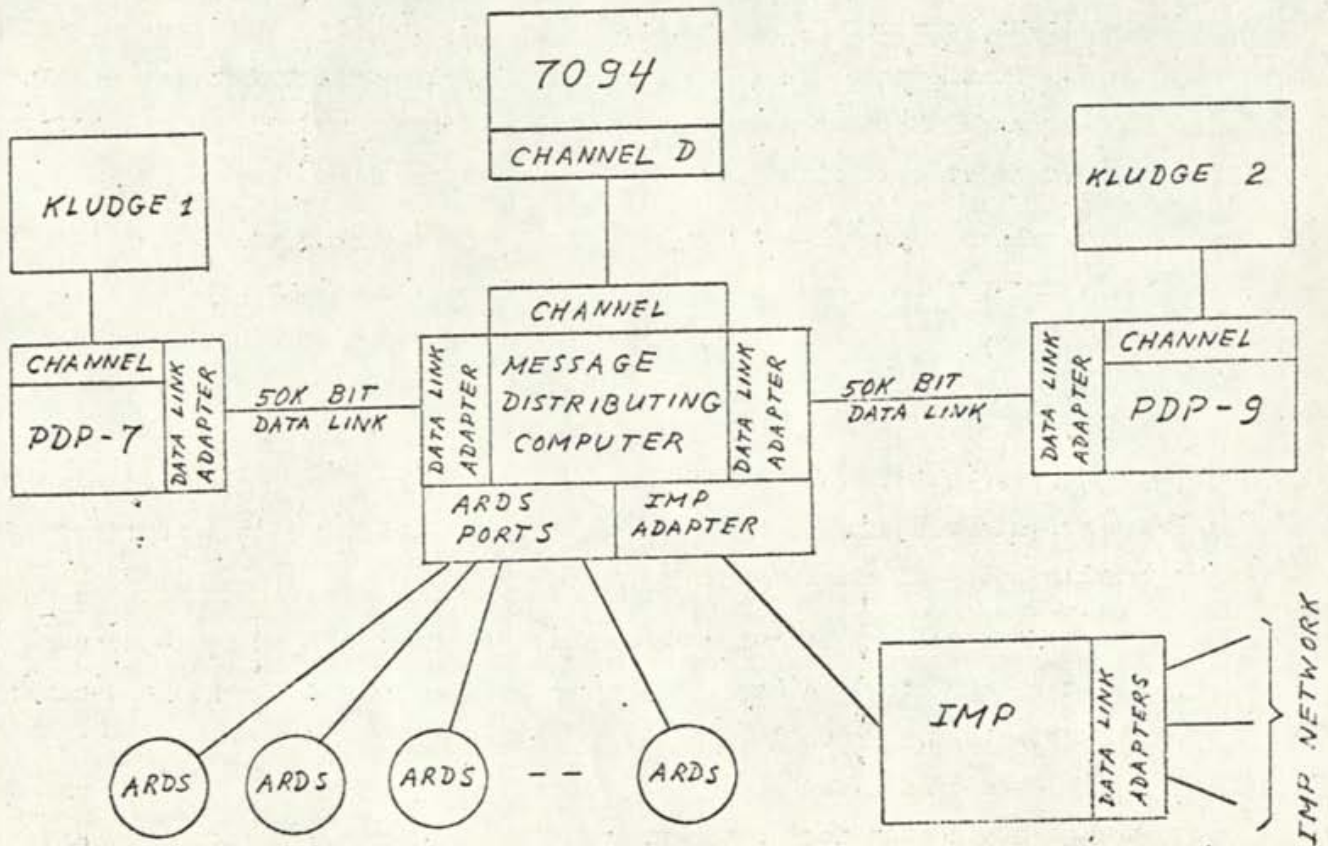 7094
CHANNEL D
KLUDGE 1
KLUDGE 2
CHANNEL
PDP-7
DATA LINK
ADAPTER
50K BIT
DATA LINK
CHANNEL
DATA LINK
ADAPTER
MESSAGE
DISTRIBUTING
COMPUTER
DATA LINK
ADAPTER
50K BIT
DATA LINK
DATA LINK
ADAPTER
CHANNEL
PDP-9
ARDS
PORTS
IMP
ADAPTER
ARDS
ARDS
ARDS
ARDS
IMP
DATA LINK
ADAPTERS
IMP NETWORK